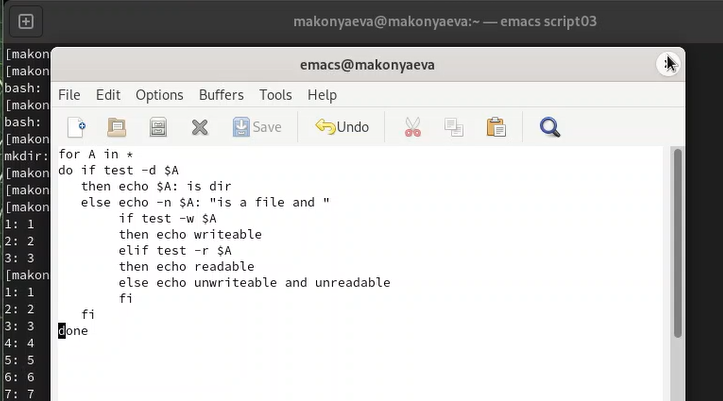 makonyaeva@makonyaeva:~ — emacs script03
[makon
[makon
bash:
[makon
bash:
[makon
mkdir:
[makon
[makon
[makon
1: 1
2: 2
3: 3
[makon
1: 1
2: 2
3: 3
4: 4
5: 5
6: 6
7: 7
emacs@makonyaeva
File Edit Options Buffers Tools Help
Save Undo
for A in *
do if test -d $A
   then echo $A: is dir
   else echo -n $A: "is a file and "
        if test -w $A
        then echo writeable
        elif test -r $A
        then echo readable
        else echo unwriteable and unreadable
        fi
   fi
done